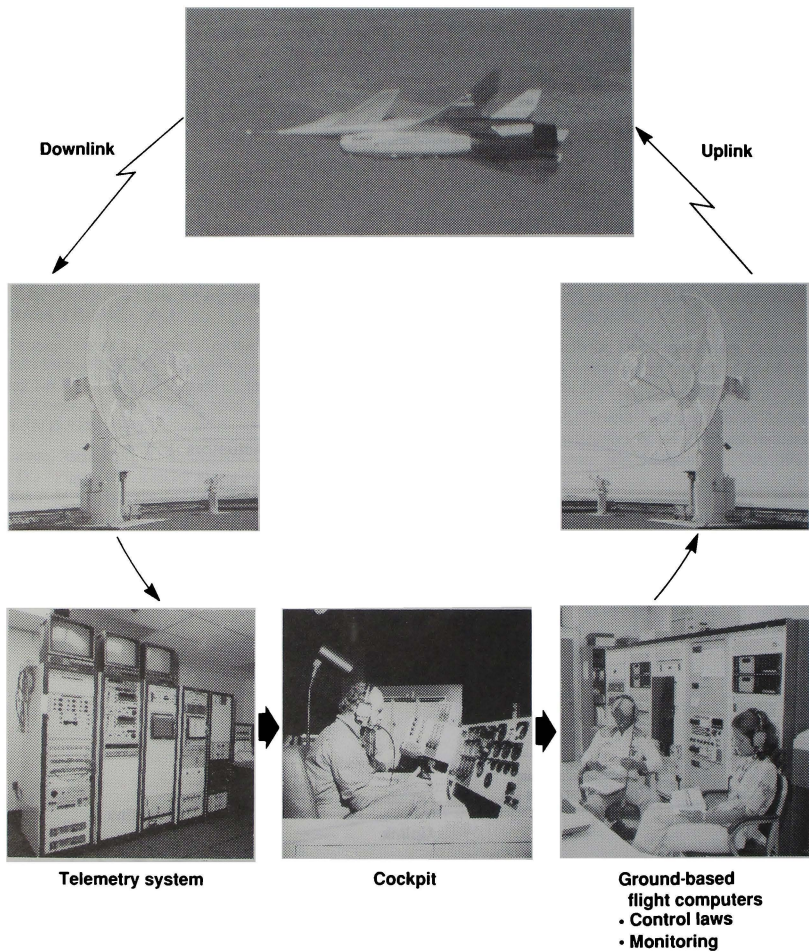 Downlink
Uplink
Telemetry system
Cockpit
Ground-based
flight computers
• Control laws
• Monitoring